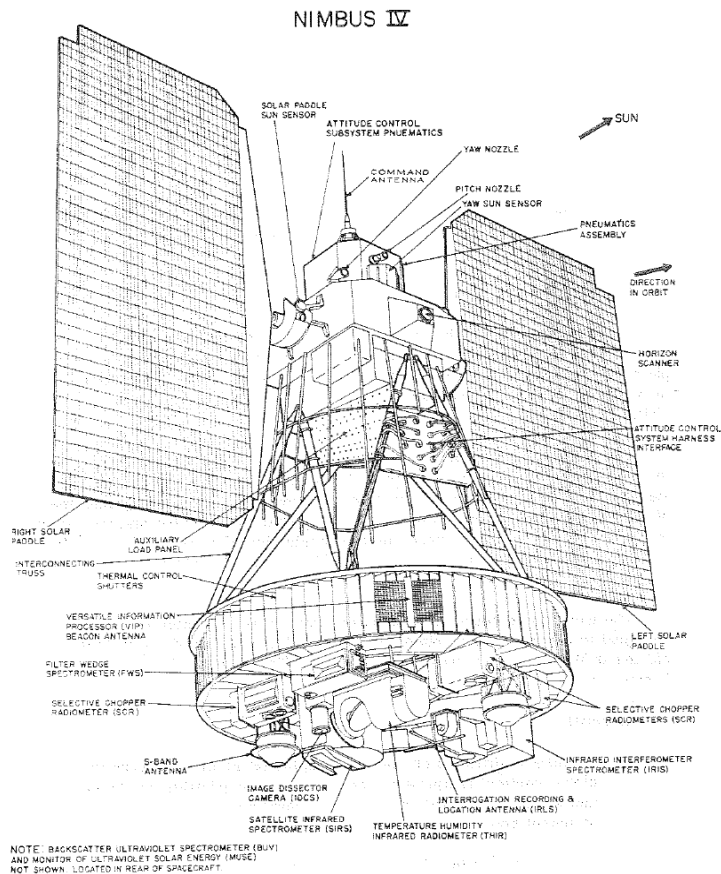 NIMBUS IV
SOLAR PADDLE
SUN SENSOR
ATTITUDE CONTROL
SUBSYSTEM PNUEMATICS
SUN
YAW NOZZLE
COMMAND
ANTENNA
PITCH NOZZLE
YAW SUN SENSOR
PNEUMATICS
ASSEMBLY
DIRECTION
IN ORBIT
HORIZON
SCANNER
ATTITUDE CONTROL
SYSTEM HARNESS
INTERFACE
RIGHT SOLAR
PADDLE
AUXILIARY
LOAD PANEL
INTERCONNECTING
TRUSS
THERMAL CONTROL
SHUTTERS
VERSATILE INFORMATION
PROCESSOR (VIP)
BEACON ANTENNA
LEFT SOLAR
PADDLE
FILTER WEDGE
SPECTROMETER (FWS)
SELECTIVE CHOPPER
RADIOMETER (SCR)
SELECTIVE CHOPPER
RADIOMETERS (SCR)
S-BAND
ANTENNA
INFRARED INTERFEROMETER
SPECTROMETER (IRIS)
IMAGE DISSECTOR
CAMERA (IDCS)
INTERROGATION RECORDING &
LOCATION ANTENNA (IRLS)
SATELLITE INFRARED
SPECTROMETER (SIRS)
TEMPERATURE HUMIDITY
INFRARED RADIOMETER (THIR)
NOTE: BACKSCATTER ULTRAVIOLET SPECTROMETER (BUV)
AND MONITOR OF ULTRAVIOLET SOLAR ENERGY (MUSE)
NOT SHOWN. LOCATED IN REAR OF SPACECRAFT.